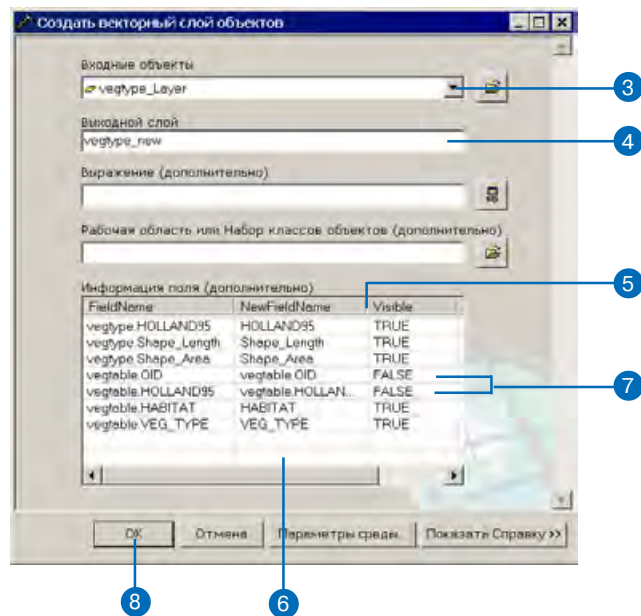 Создать векторный слой объектов
Входные объекты
vegtype_Layer
3
Выходной слой
vegtype_new
4
Выражение (дополнительно)
Рабочая область или Набор классов объектов (дополнительно)
Информация поля (дополнительно)
5
FieldName NewFieldName Visible
vegtype.HOLLAND95 HOLLAND95 TRUE
vegtype.Shape_Length Shape_Length TRUE
vegtype.Shape_Area Shape_Area TRUE
vegtable.OID vegtable.OID FALSE
7
vegtable.HOLLAND95 vegtable.HOLLAN... FALSE
vegtable.HABITAT HABITAT TRUE
vegtable.VEG_TYPE VEG_TYPE TRUE
OK Отмена Параметры среды... Показать Справку >>
8 6